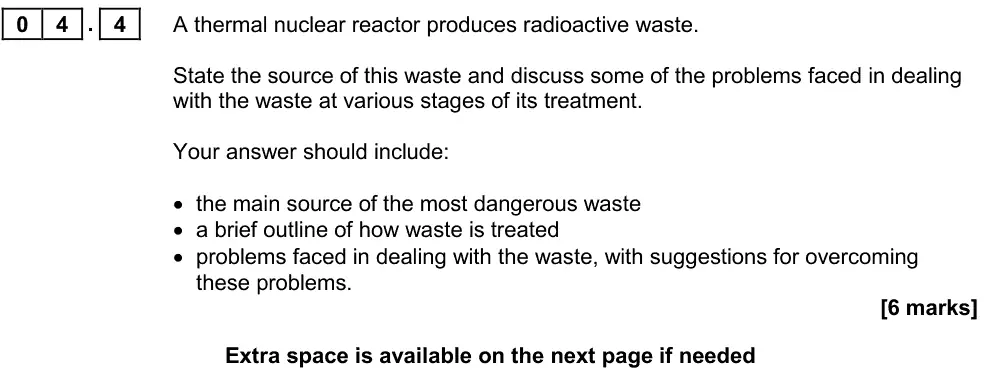 0 4 . 4 A thermal nuclear reactor produces radioactive waste.
State the source of this waste and discuss some of the problems faced in dealing
with the waste at various stages of its treatment.
Your answer should include:
• the main source of the most dangerous waste
• a brief outline of how waste is treated
• problems faced in dealing with the waste, with suggestions for overcoming
these problems.
[6 marks]
Extra space is available on the next page if needed